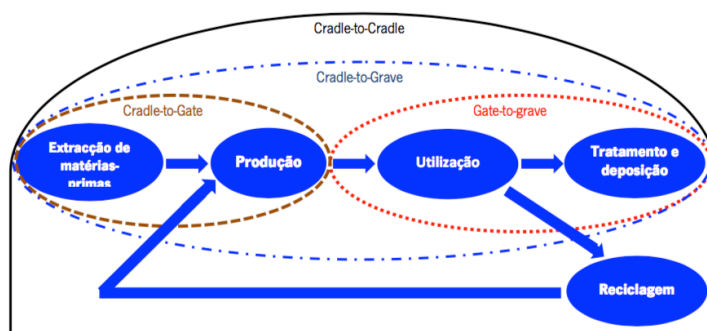 Cradle-to-Cradle
Cradle-to-Grave
Cradle-to-Gate
Gate-to-grave
Extracção de
matérias-
primas
Produção
Utilização
Tratamento e
deposição
Reciclagem